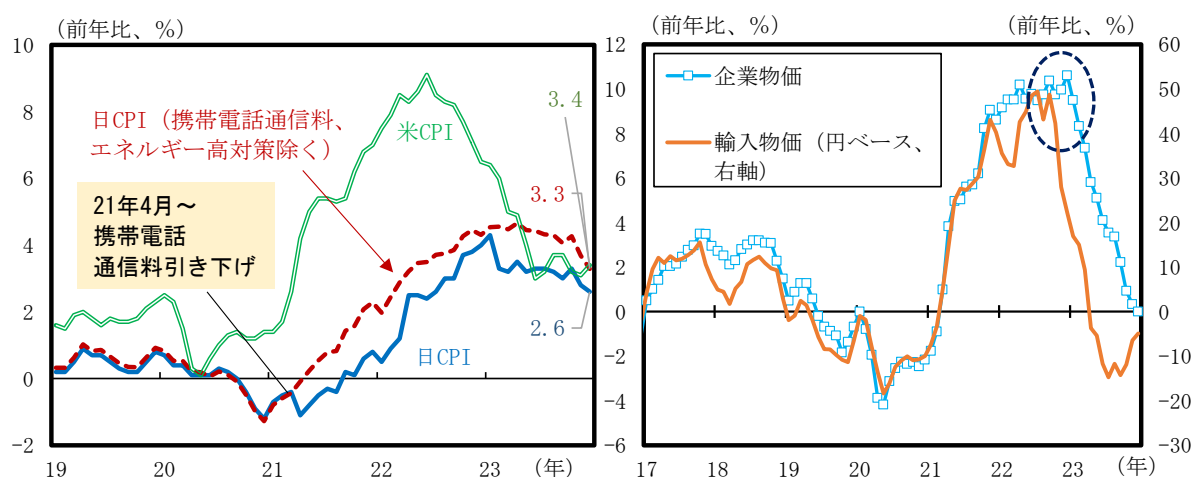 (前年比、%)
10
8
6
4
2
0
-2
19
20
21
22
23
(年)
日CPI(携帯電話通信料、
エネルギー高対策除く)
米CPI
21年4月~
携帯電話
通信料引き下げ
日CPI
3.4
3.3
2.6
(前年比、%)
(前年比、%)
12
10
8
6
4
2
0
-2
-4
-6
企業物価
輸入物価(円ベース、
右軸)
60
50
40
30
20
10
0
-10
-20
-30
17
18
19
20
21
22
23
(年)